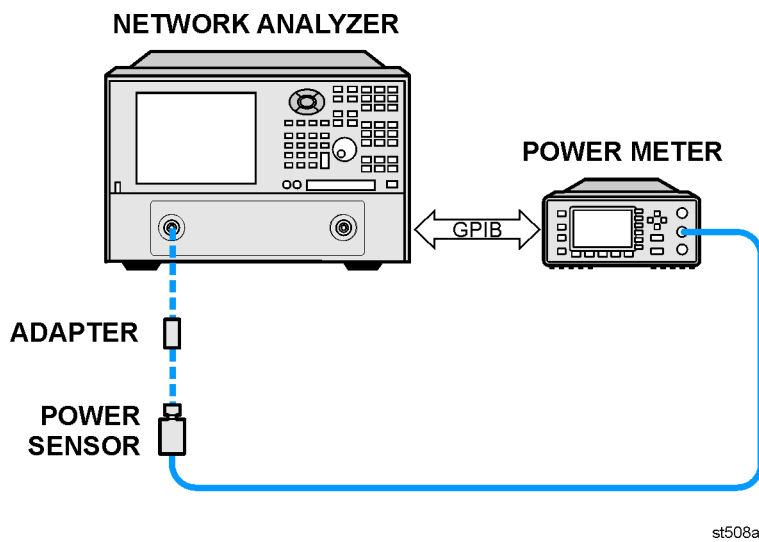 NETWORK ANALYZER
POWER METER
GPIB
ADAPTER
POWER
SENSOR
st508a